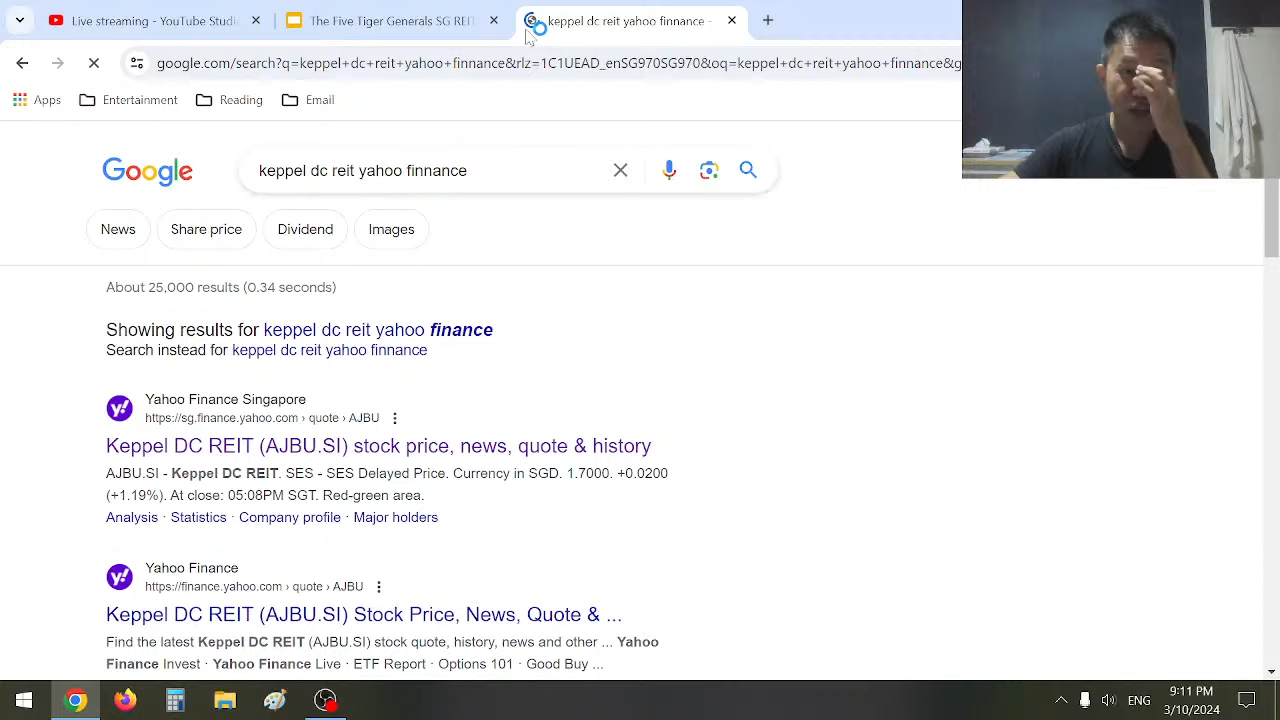 Live streaming - YouTube Studi
The Five Tiger Generals SG REI
keppel dc reit yahoo finnance -
google.com/search?q=keppel+dc+reit+yahoo+finnance&rlz=1C1UEAD_enSG970SG970&oq=keppel+dc+reit+yahoo+finnance&g
Apps
Entertainment
Reading
Email
Google
keppel dc reit yahoo finnance
News
Share price
Dividend
Images
About 25,000 results (0.34 seconds)
Showing results for keppel dc reit yahoo finance
Search instead for keppel dc reit yahoo finnance
Yahoo Finance Singapore
https://sg.finance.yahoo.com › quote › AJBU
Keppel DC REIT (AJBU.SI) stock price, news, quote & history
AJBU.SI - Keppel DC REIT. SES - SES Delayed Price. Currency in SGD. 1.7000. +0.0200
(+1.19%). At close: 05:08PM SGT. Red-green area.
Analysis · Statistics · Company profile · Major holders
Yahoo Finance
https://finance.yahoo.com › quote › AJBU
Keppel DC REIT (AJBU.SI) Stock Price, News, Quote & ...
Find the latest Keppel DC REIT (AJBU.SI) stock quote, history, news and other ... Yahoo
Finance Invest · Yahoo Finance Live · ETF Report · Options 101 · Good Buy ...
ENG
9:11 PM
3/10/2024